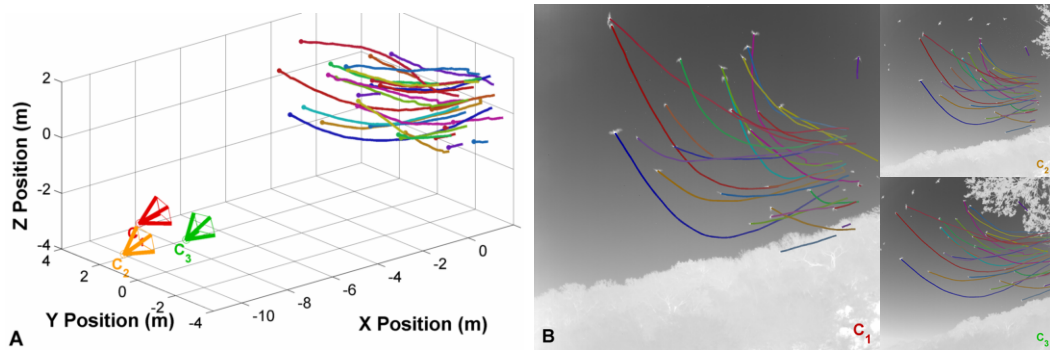 A
Z Position (m)
2
0
-2
-4
4
2
0
-2
-4
Y Position (m)
-10
-8
-6
-4
-2
0
X Position (m)
C1
C2
C3
B
C1
C2
C3